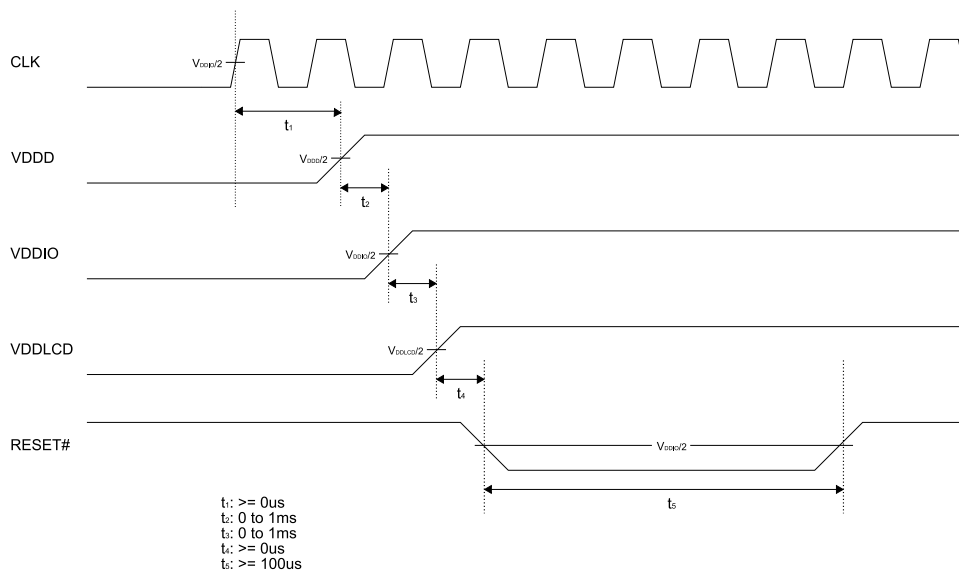 CLK
VDDIO/2
t1
VDDD
VDDD/2
t2
VDDIO
VDDIO/2
t3
VDDLCD
VDDLCD/2
t4
RESET#
VDDIO/2
t5
t1: >= 0us
t2: 0 to 1ms
t3: 0 to 1ms
t4: >= 0us
t5: >= 100us